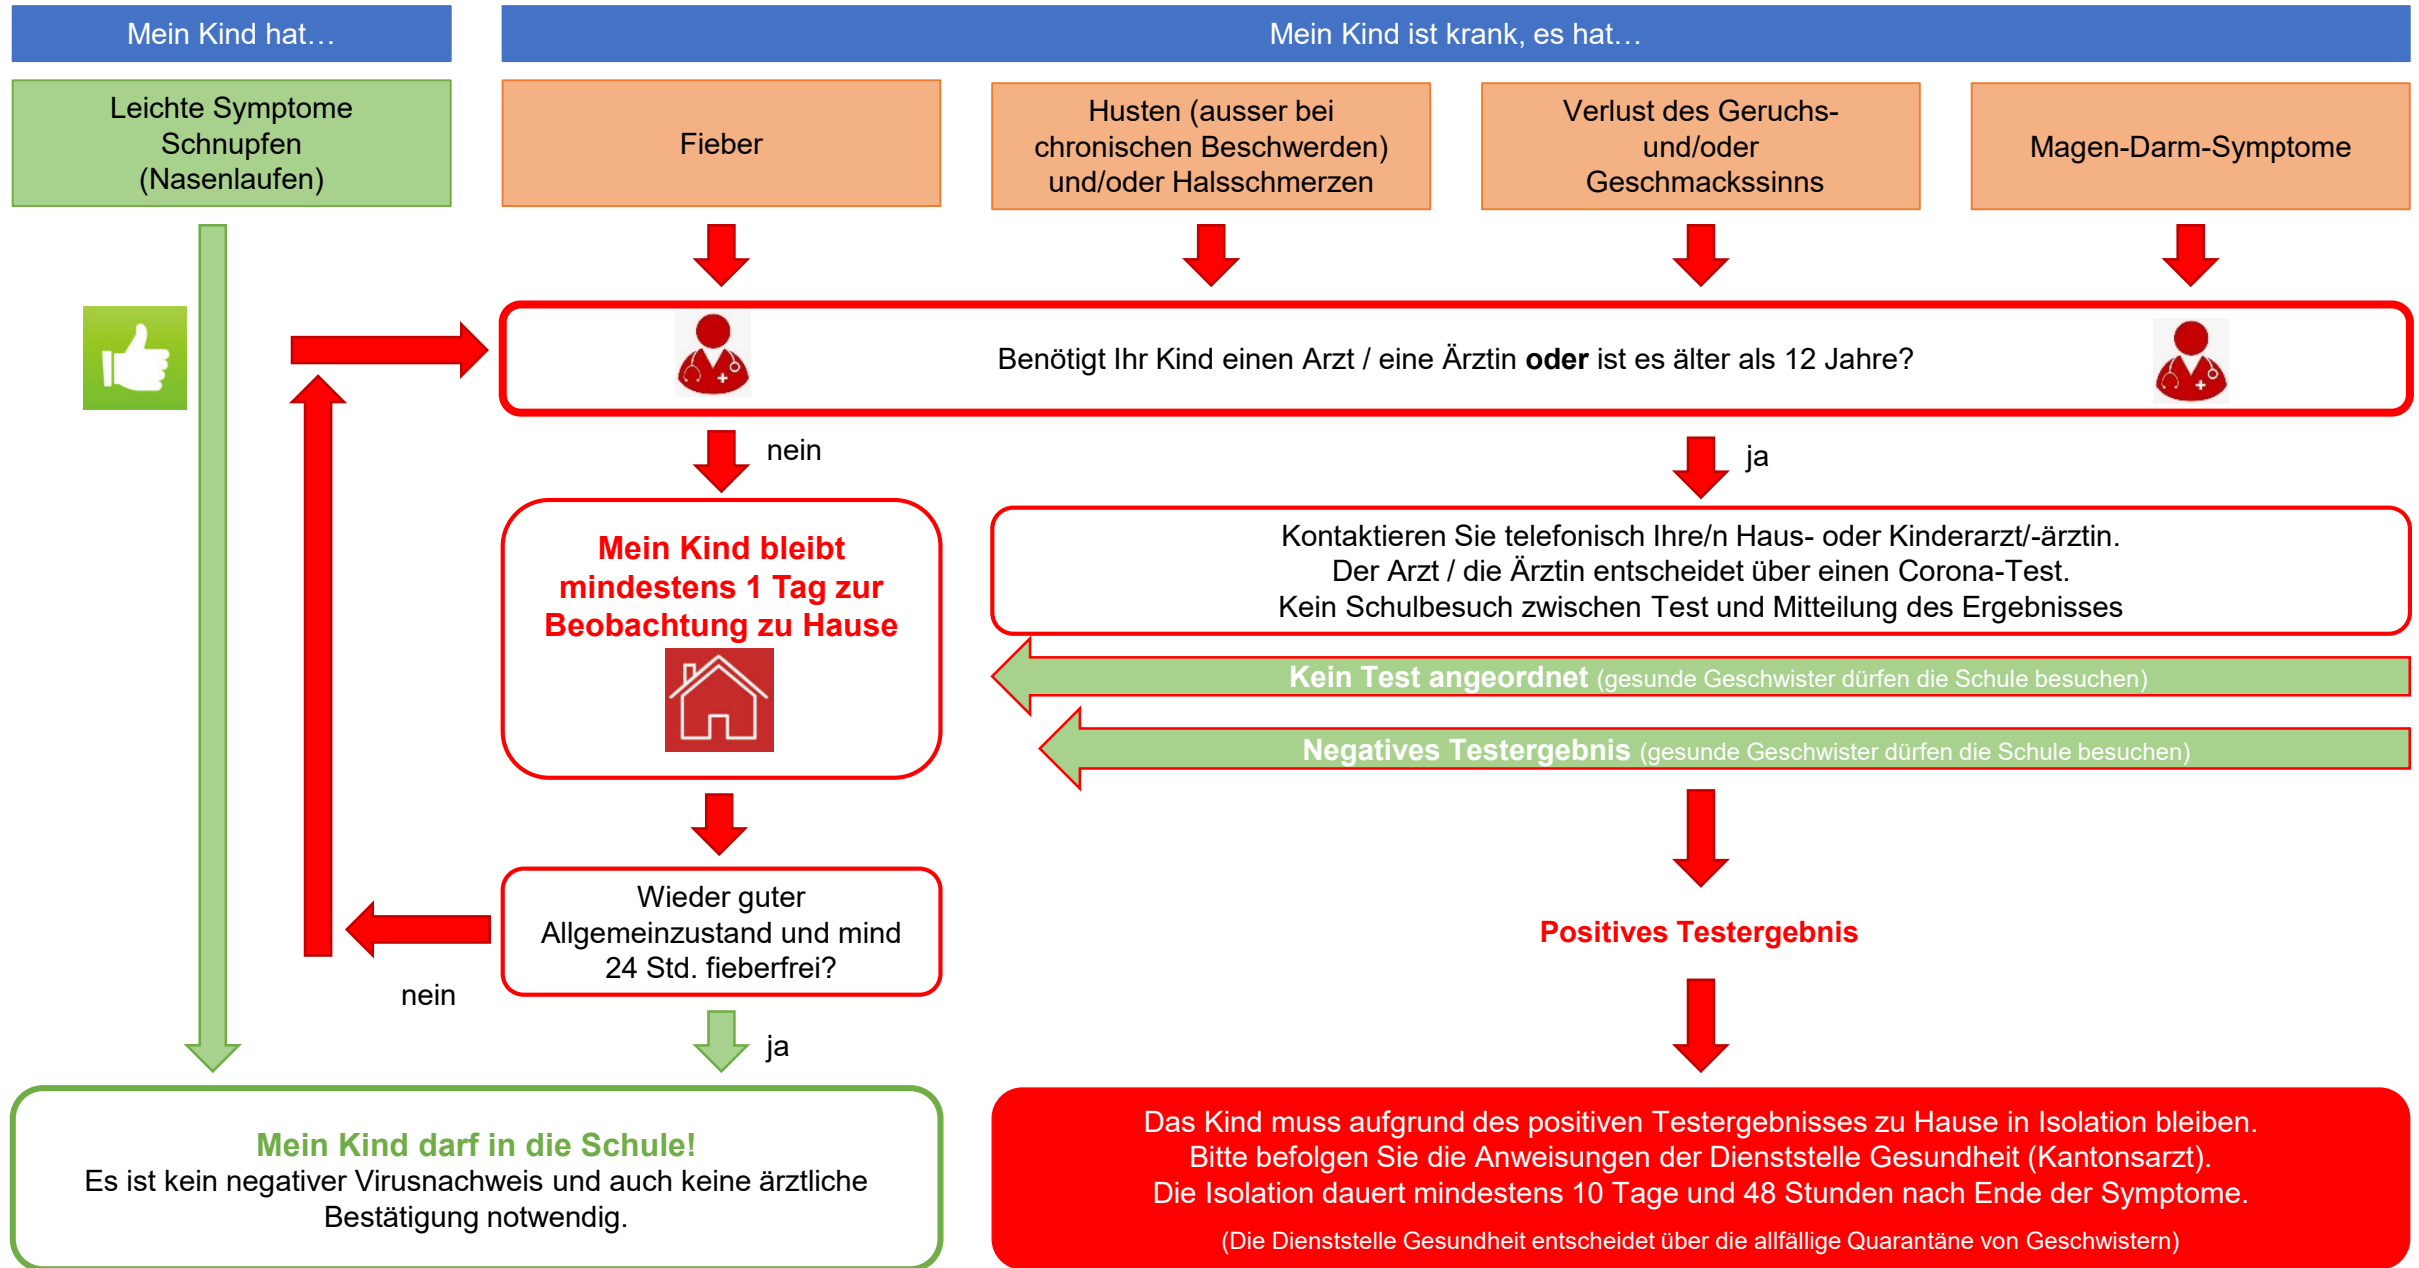 Mein Kind hat…
Mein Kind ist krank, es hat…
Leichte Symptome
Schnupfen
(Nasenlaufen)
Fieber
Husten (ausser bei
chronischen Beschwerden)
und/oder Halsschmerzen
Verlust des Geruchs-
und/oder
Geschmackssinns
Magen-Darm-Symptome
Benötigt Ihr Kind einen Arzt / eine Ärztin oder ist es älter als 12 Jahre?
nein
ja
Mein Kind bleibt
mindestens 1 Tag zur
Beobachtung zu Hause
Kontaktieren Sie telefonisch Ihre/n Haus- oder Kinderarzt/-ärztin.
Der Arzt / die Ärztin entscheidet über einen Corona-Test.
Kein Schulbesuch zwischen Test und Mitteilung des Ergebnisses
Kein Test angeordnet (gesunde Geschwister dürfen die Schule besuchen)
Negatives Testergebnis (gesunde Geschwister dürfen die Schule besuchen)
Wieder guter
Allgemeinzustand und mind
24 Std. fieberfrei?
Positives Testergebnis
nein
ja
Mein Kind darf in die Schule!
Es ist kein negativer Virusnachweis und auch keine ärztliche
Bestätigung notwendig.
Das Kind muss aufgrund des positiven Testergebnisses zu Hause in Isolation bleiben.
Bitte befolgen Sie die Anweisungen der Dienststelle Gesundheit (Kantonsarzt).
Die Isolation dauert mindestens 10 Tage und 48 Stunden nach Ende der Symptome.
(Die Dienststelle Gesundheit entscheidet über die allfällige Quarantäne von Geschwistern)